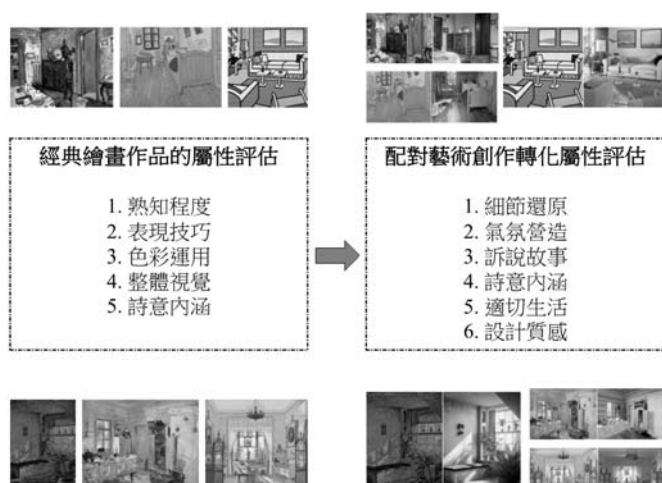 經典繪畫作品的屬性評估
1. 熟知程度
2. 表現技巧
3. 色彩運用
4. 整體視覺
5. 詩意內涵
配對藝術創作轉化屬性評估
1. 細節還原
2. 氣氛營造
3. 訴說故事
4. 詩意內涵
5. 適切生活
6. 設計質感